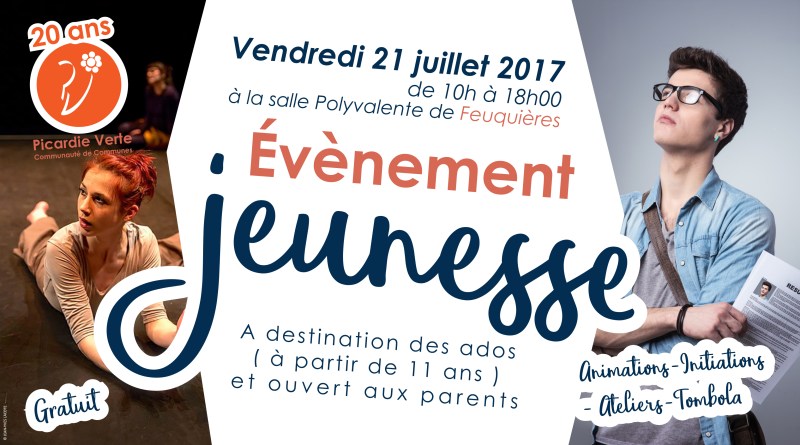 20 ans
Picardie Verte
Communauté de Communes
Vendredi 21 juillet 2017
de 10h à 18h00
à la salle Polyvalente de Feuquières
Évènement
jeunesse
A destination des ados
( à partir de 11 ans )
et ouvert aux parents
Gratuit
Animations-Initiations
- Ateliers-Tombola